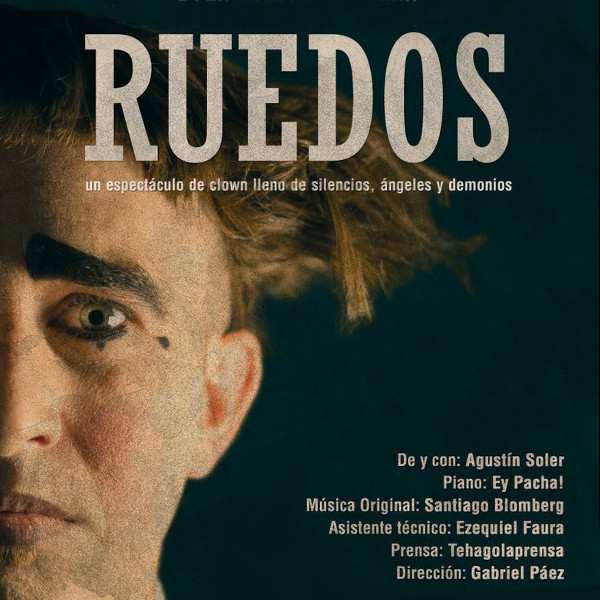 RUEDOS
un espectáculo de clown lleno de silencios, ángeles y demonios
De y con: Agustín Soler
Piano: Ey Pacha!
Música Original: Santiago Blomberg
Asistente técnico: Ezequiel Faura
Prensa: Tehagolaprensa
Dirección: Gabriel Páez